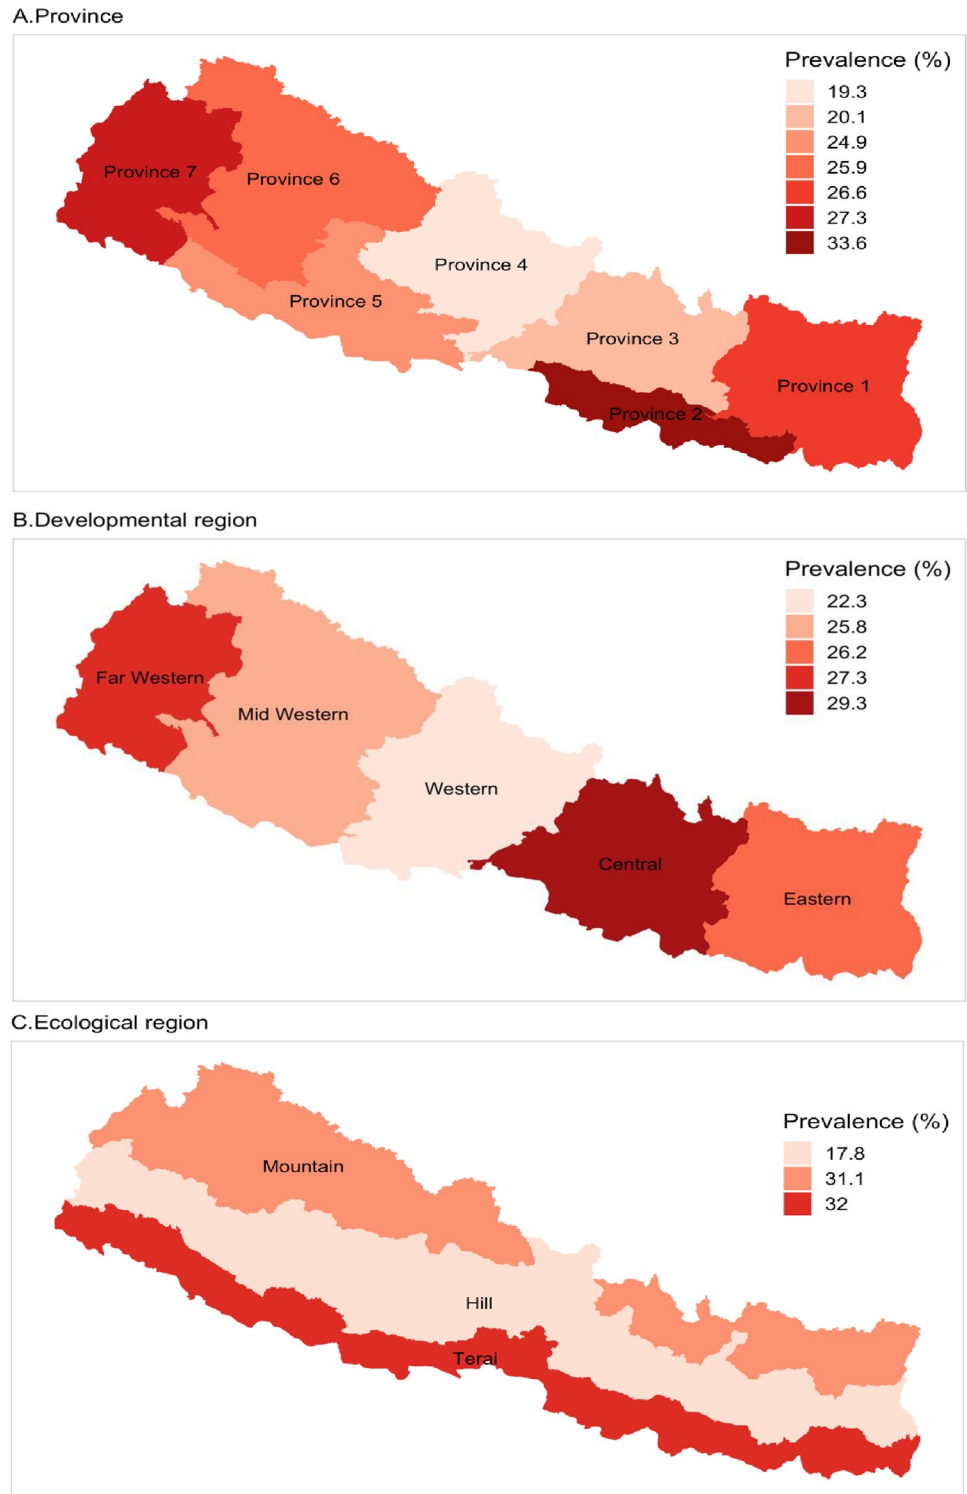 A.Province
Prevalence (%)
19.3
20.1
24.9
25.9
26.6
27.3
33.6
Province 7
Province 6
Province 4
Province 5
Province 3
Province 1
Province 2
B.Developmental region
Prevalence (%)
22.3
25.8
26.2
27.3
29.3
Far Western
Mid Western
Western
Central
Eastern
C.Ecological region
Prevalence (%)
17.8
31.1
32
Mountain
Hill
Terai